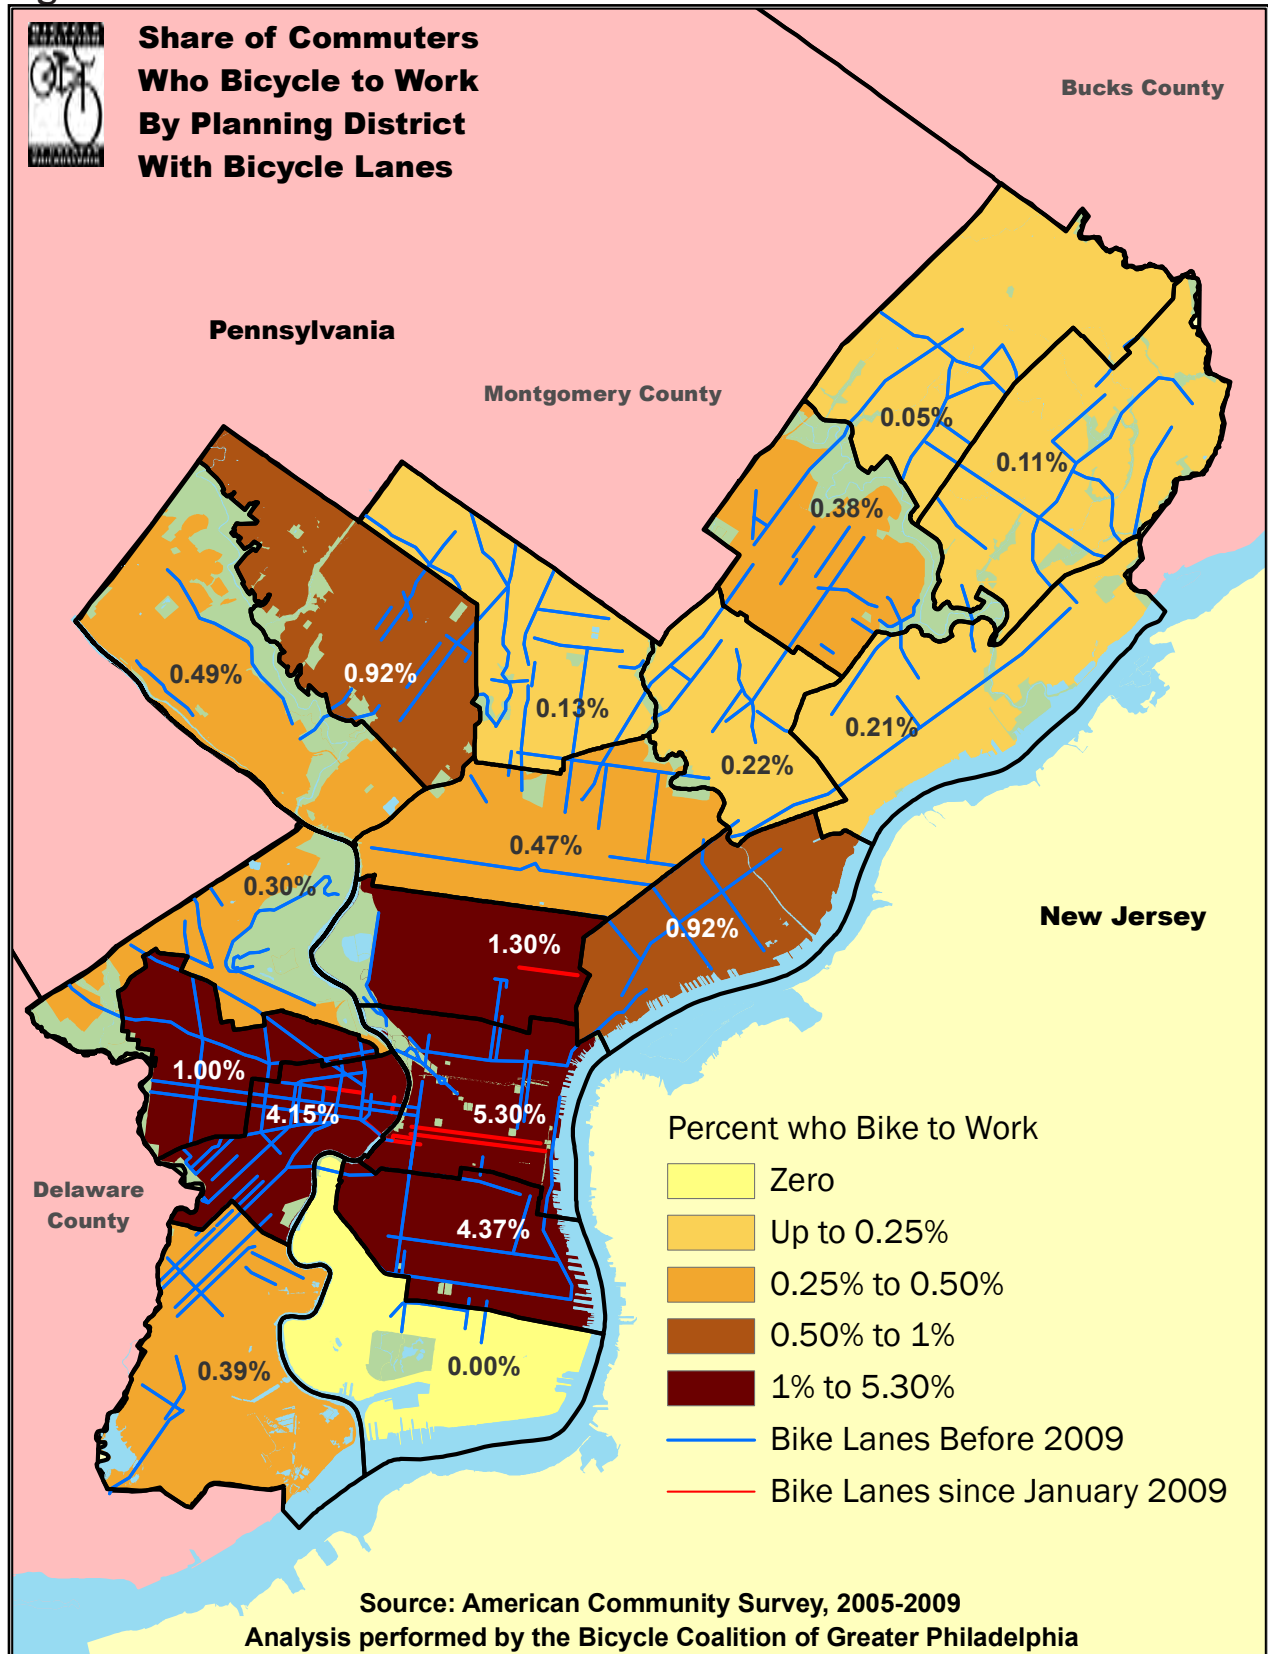 Share of Commuters
Who Bicycle to Work
By Planning District
With Bicycle Lanes
Bucks County
Pennsylvania
Montgomery County
0.05%
0.11%
0.38%
0.49%
0.92%
0.13%
0.21%
0.22%
0.47%
0.30%
0.92%
New Jersey
1.30%
1.00%
4.15%
5.30%
Delaware
County
4.37%
0.39%
0.00%
Percent who Bike to Work
Zero
Up to 0.25%
0.25% to 0.50%
0.50% to 1%
1% to 5.30%
Bike Lanes Before 2009
Bike Lanes since January 2009
Source: American Community Survey, 2005-2009
Analysis performed by the Bicycle Coalition of Greater Philadelphia